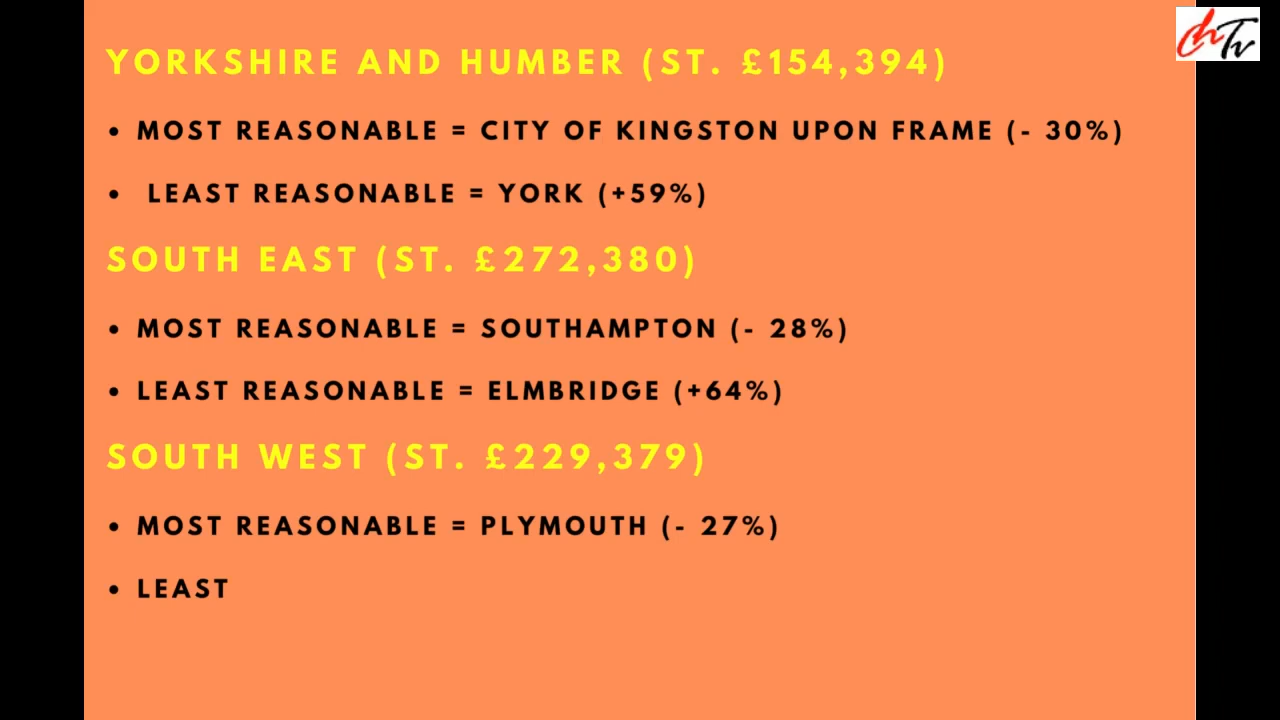 YORKSHIRE AND HUMBER (ST. £154,394)
• MOST REASONABLE = CITY OF KINGSTON UPON FRAME (- 30%)
• LEAST REASONABLE = YORK (+59%)
SOUTH EAST (ST. £272,380)
• MOST REASONABLE = SOUTHAMPTON (- 28%)
• LEAST REASONABLE = ELMBRIDGE (+64%)
SOUTH WEST (ST. £229,379)
• MOST REASONABLE = PLYMOUTH (- 27%)
• LEAST
chTv